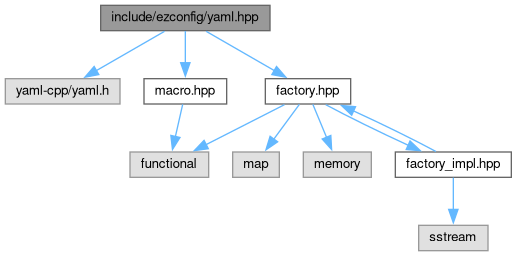 include/ezconfig/yaml.hpp
yaml-cpp/yaml.h
macro.hpp
factory.hpp
functional
map
memory
factory_impl.hpp
sstream